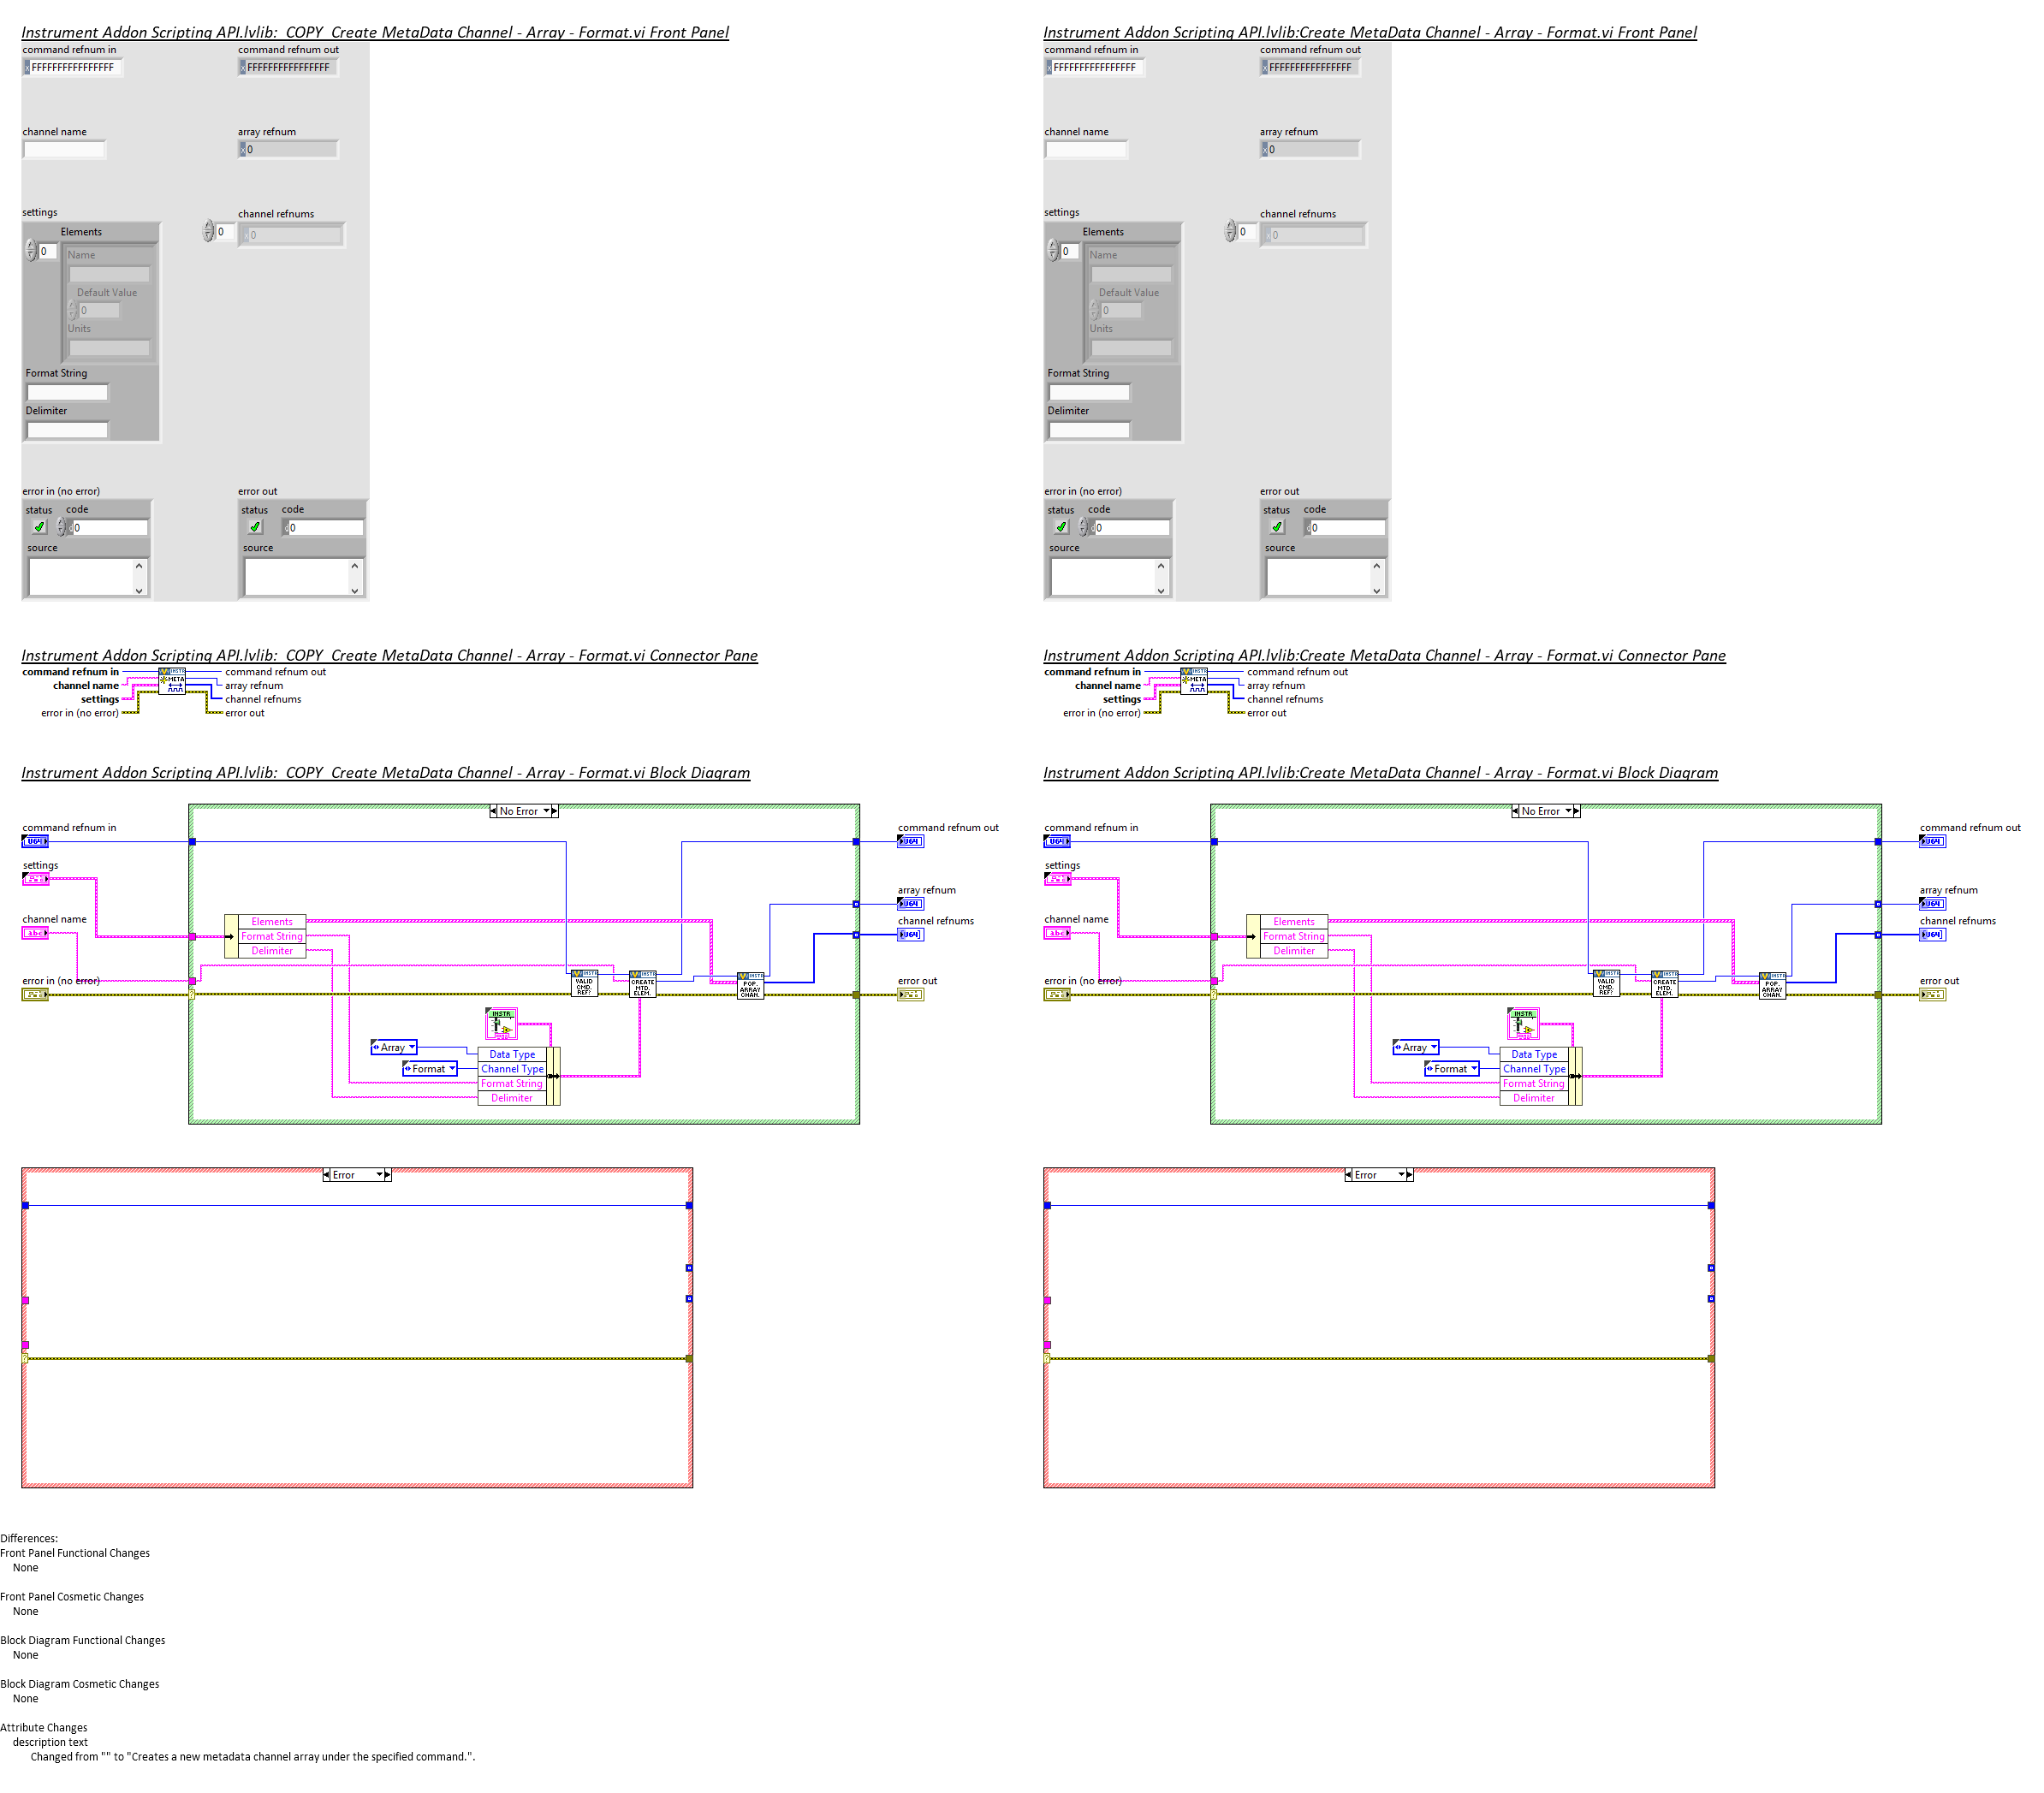 Instrument Addon Scripting API.lvlib:  COPY  Create MetaData Channel - Array - Format.vi Front Panel
command refnum in
command refnum out
x FFFFFFFFFFFFFFFF
x FFFFFFFFFFFFFFFF
channel name
array refnum
x 0
settings
channel refnums
Elements
0
x 0
0
Name
Default Value
0
Units
Format String
Delimiter
error in (no error)
error out
status
code
status
code
0
0
source
source
Instrument Addon Scripting API.lvlib:Create MetaData Channel - Array - Format.vi Front Panel
command refnum in
command refnum out
x FFFFFFFFFFFFFFFF
x FFFFFFFFFFFFFFFF
channel name
array refnum
x 0
settings
channel refnums
Elements
0
x 0
0
Name
Default Value
0
Units
Format String
Delimiter
error in (no error)
error out
status
code
status
code
0
0
source
source
Instrument Addon Scripting API.lvlib:  COPY  Create MetaData Channel - Array - Format.vi Connector Pane
command refnum in
channel name
settings
error in (no error)
INSTR
META
command refnum out
array refnum
channel refnums
error out
Instrument Addon Scripting API.lvlib:Create MetaData Channel - Array - Format.vi Connector Pane
command refnum in
channel name
settings
error in (no error)
INSTR
META
command refnum out
array refnum
channel refnums
error out
Instrument Addon Scripting API.lvlib:  COPY  Create MetaData Channel - Array - Format.vi Block Diagram
No Error
command refnum in
U64
command refnum out
U64
settings
array refnum
U64
channel name
abc
channel refnums
U64
Elements
Format String
Delimiter
error in (no error)
error out
INSTR
VALID
CMD.
REF?
INSTR
CREATE
MTD.
ELEM.
INSTR
POP.
ARRAY
CHAN.
INSTR
Array
Format
Data Type
Channel Type
Format String
Delimiter
Error
Instrument Addon Scripting API.lvlib:Create MetaData Channel - Array - Format.vi Block Diagram
No Error
command refnum in
U64
command refnum out
U64
settings
array refnum
U64
channel name
abc
channel refnums
U64
Elements
Format String
Delimiter
error in (no error)
error out
INSTR
VALID
CMD.
REF?
INSTR
CREATE
MTD.
ELEM.
INSTR
POP.
ARRAY
CHAN.
INSTR
Array
Format
Data Type
Channel Type
Format String
Delimiter
Error
Differences:
Front Panel Functional Changes
None
Front Panel Cosmetic Changes
None
Block Diagram Functional Changes
None
Block Diagram Cosmetic Changes
None
Attribute Changes
description text
Changed from "" to "Creates a new metadata channel array under the specified command.".